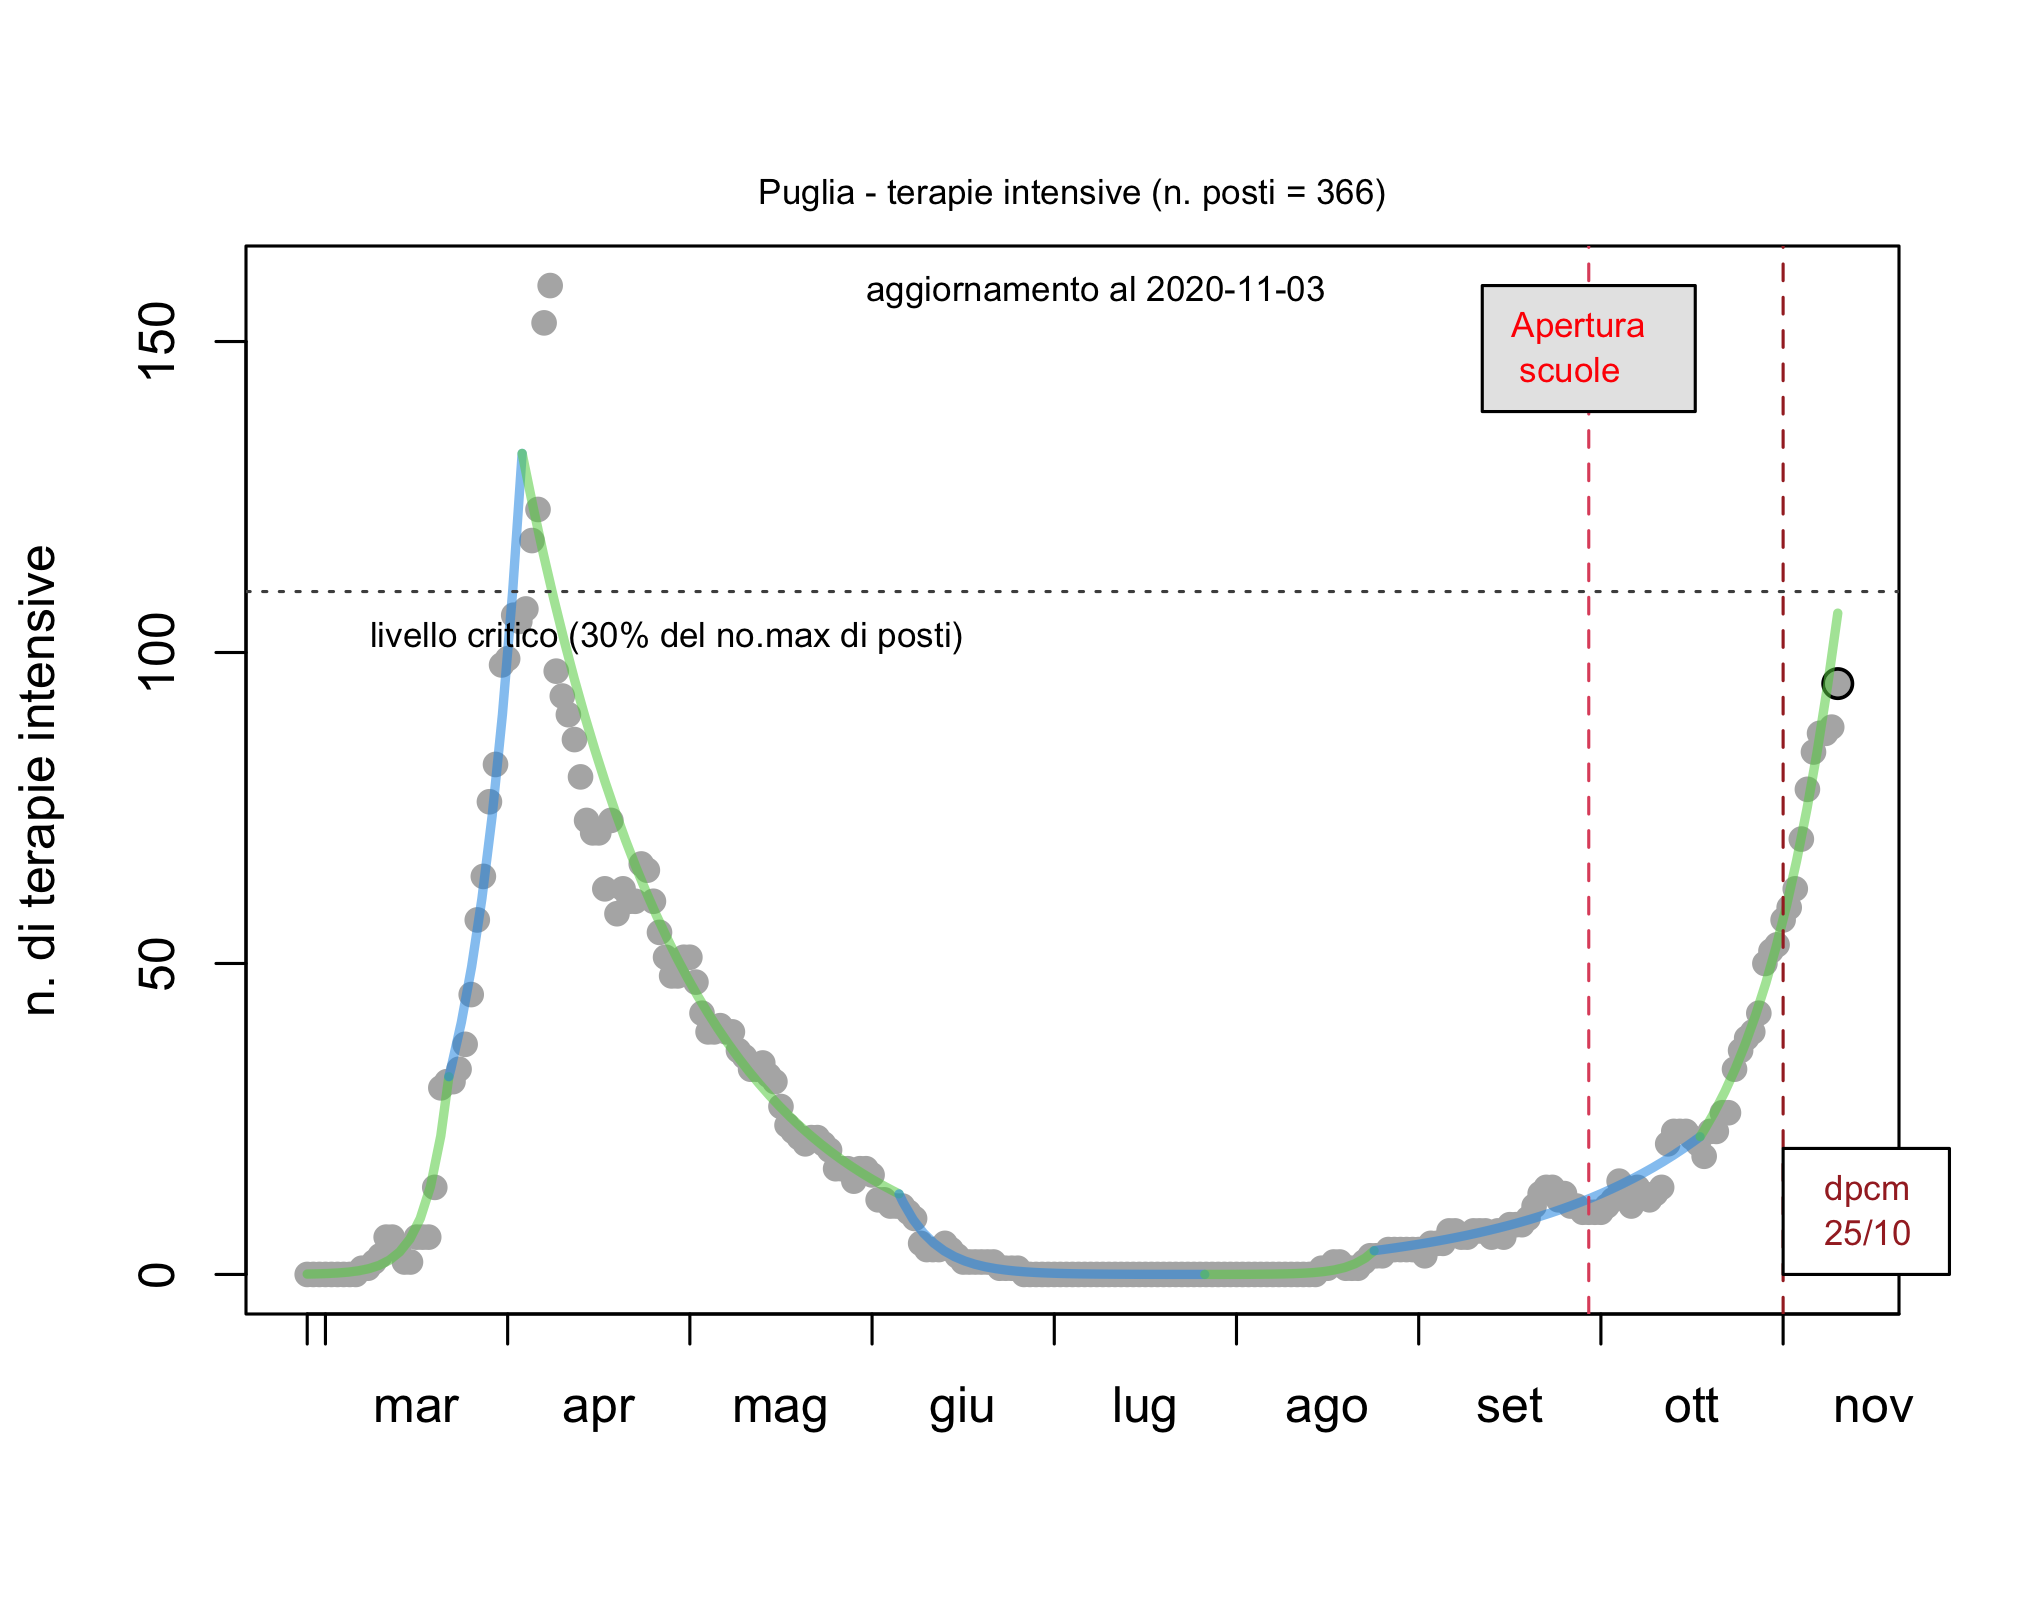 Puglia - terapie intensive (n. posti = 366)
aggiornamento al 2020-11-03
Apertura
scuole
livello critico (30% del no.max di posti)
dpcm
25/10
n. di terapie intensive
0
50
100
150
mar apr mag giu lug ago set ott nov